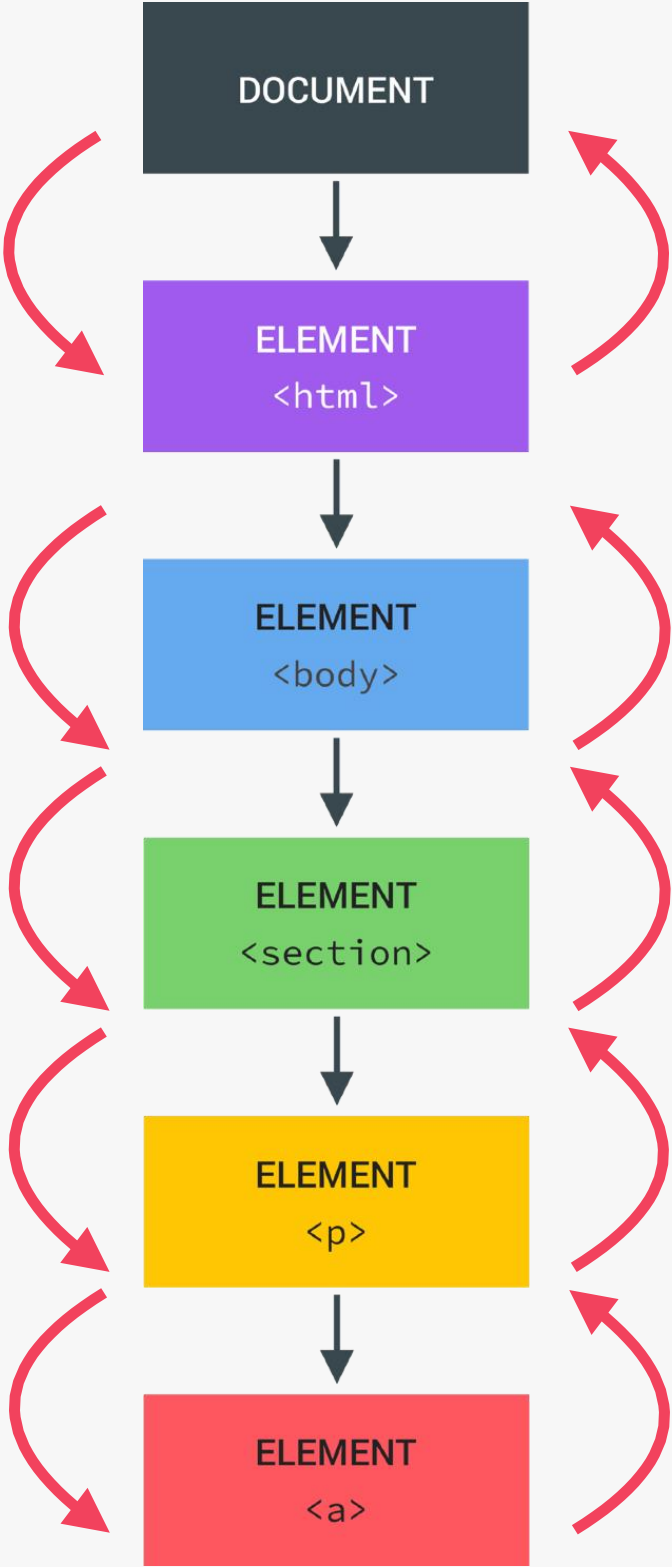 DOCUMENT
ELEMENT
<html>
ELEMENT
<body>
ELEMENT
<section>
ELEMENT
<p>
ELEMENT
<a>